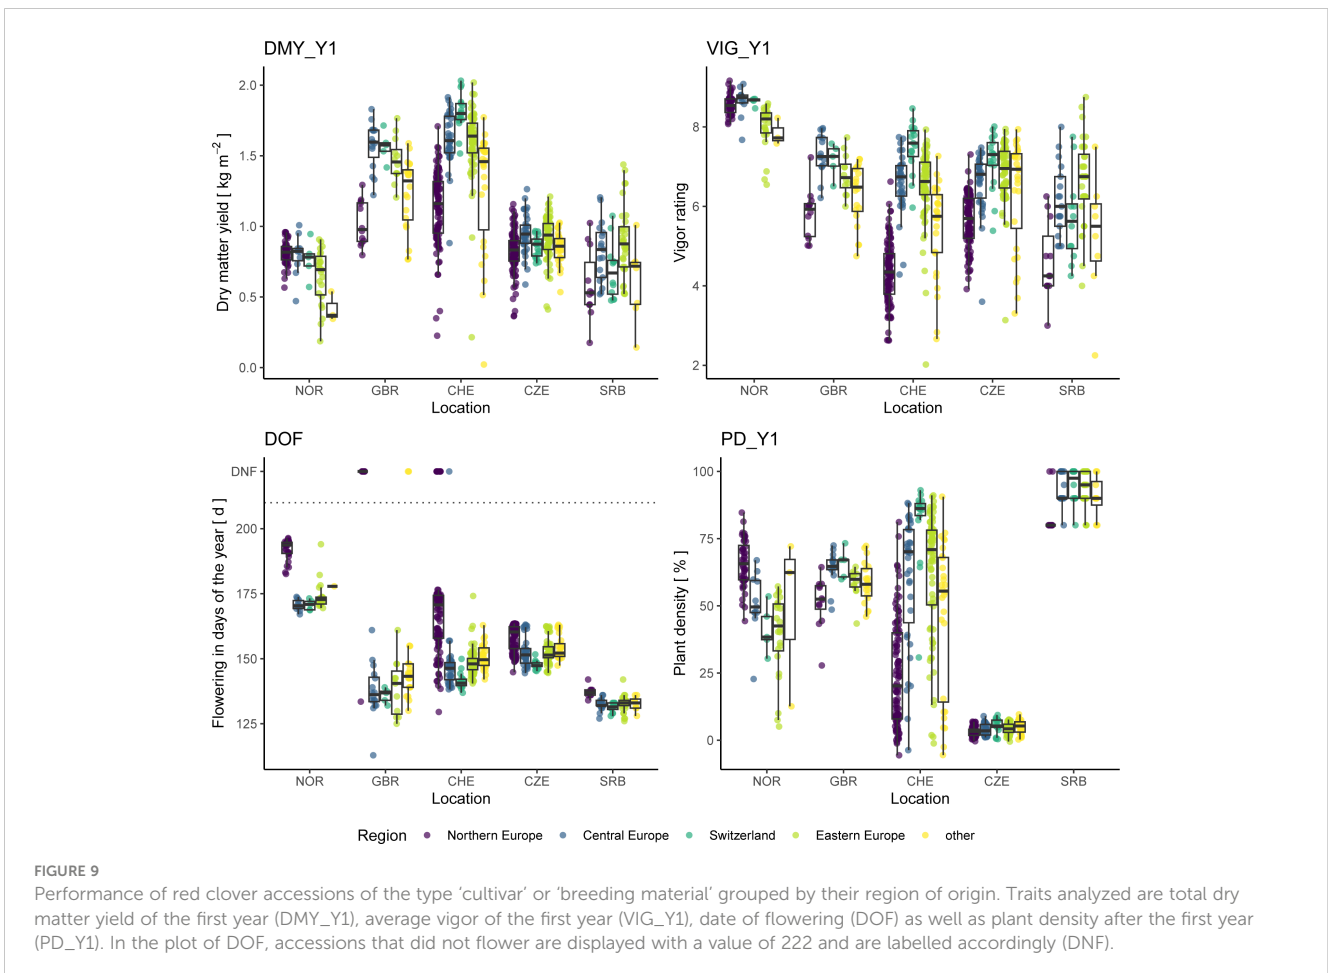 DMY_Y1
Dry matter yield [ kg m⁻² ]
2.0
1.5
1.0
0.5
0.0
NOR GBR CHE CZE SRB
Location
VIG_Y1
Vigor rating
8
6
4
2
NOR GBR CHE CZE SRB
Location
DOF
Flowering in days of the year [ d ]
DNF
200
175
150
125
NOR GBR CHE CZE SRB
Location
PD_Y1
Plant density [ % ]
100
75
50
25
0
NOR GBR CHE CZE SRB
Location
Region Northern Europe Central Europe Switzerland Eastern Europe other
FIGURE 9
Performance of red clover accessions of the type ‘cultivar’ or ‘breeding material’ grouped by their region of origin. Traits analyzed are total dry
matter yield of the first year (DMY_Y1), average vigor of the first year (VIG_Y1), date of flowering (DOF) as well as plant density after the first year
(PD_Y1). In the plot of DOF, accessions that did not flower are displayed with a value of 222 and are labelled accordingly (DNF).